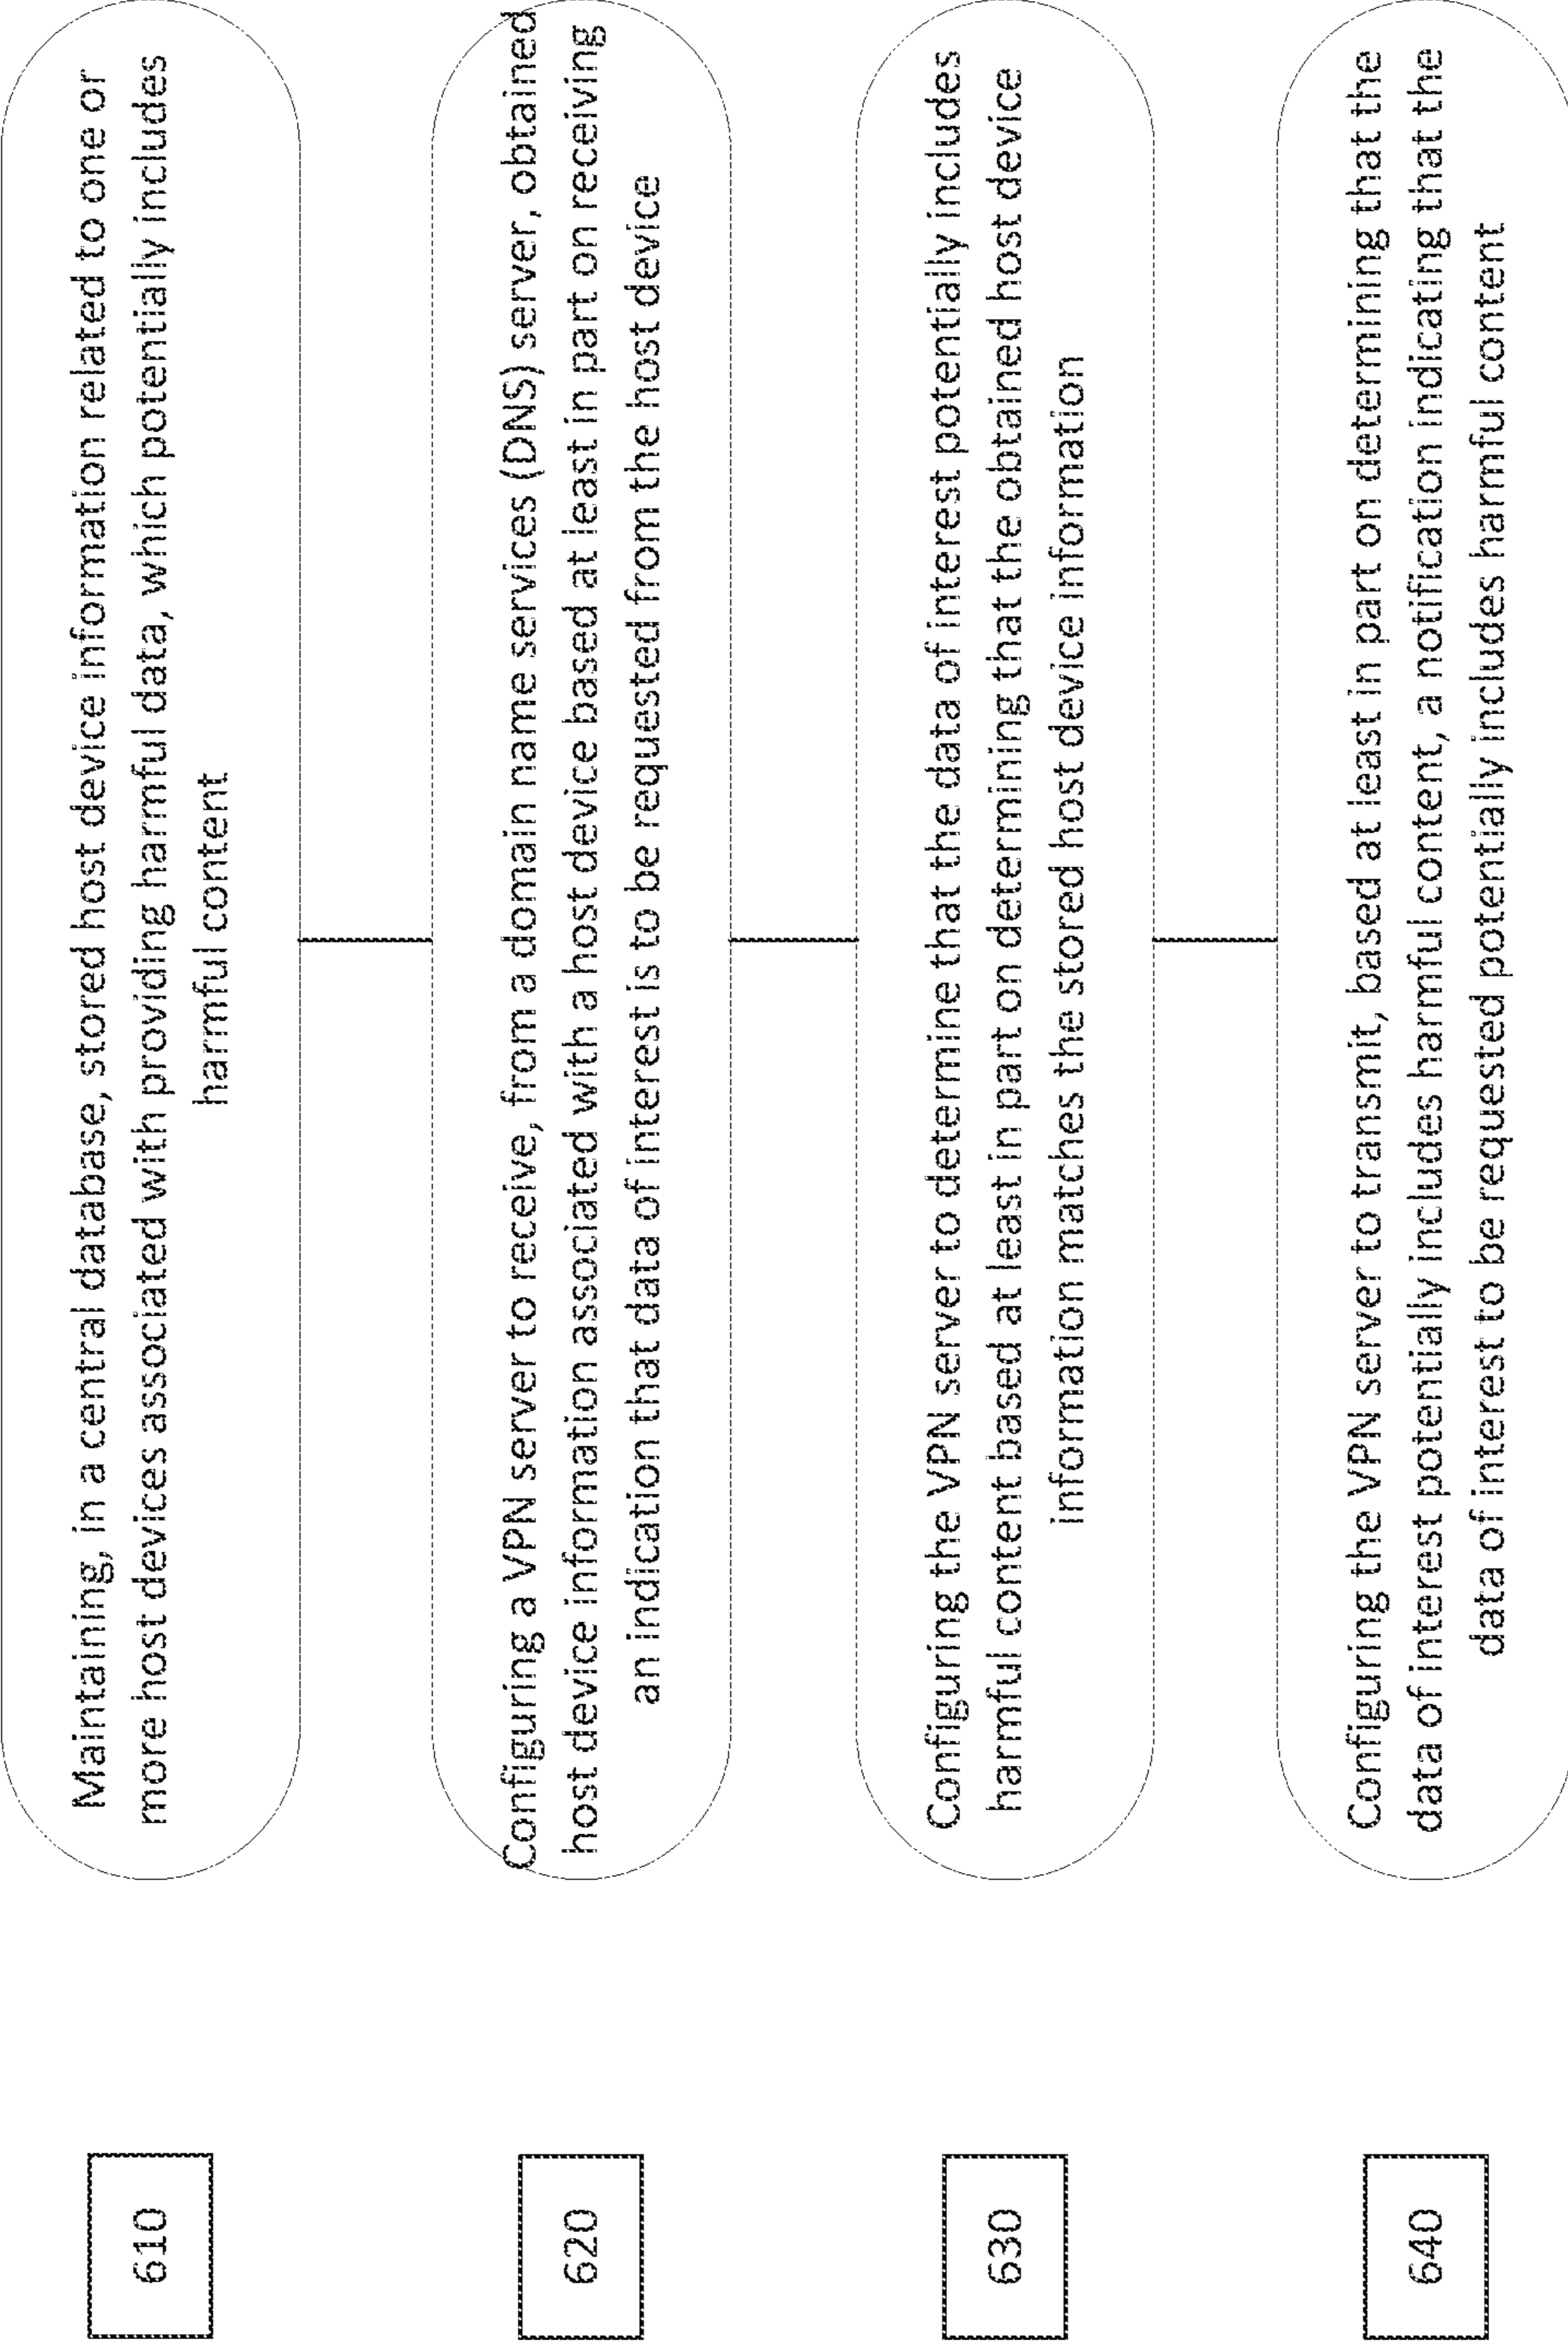 610
Maintaining, in a central database, stored host device information related to one or
more host devices associated with providing harmful data, which potentially includes
harmful content
620
Configuring a VPN server to receive, from a domain name services (DNS) server, obtained
host device information associated with a host device based at least in part on receiving
an indication that data of interest is to be requested from the host device
630
Configuring the VPN server to determine that the data of interest potentially includes
harmful content based at least in part on determining that the obtained host device
information matches the stored host device information
640
Configuring the VPN server to transmit, based at least in part on determining that the
data of interest potentially includes harmful content, a notification indicating that the
data of interest to be requested potentially includes harmful content